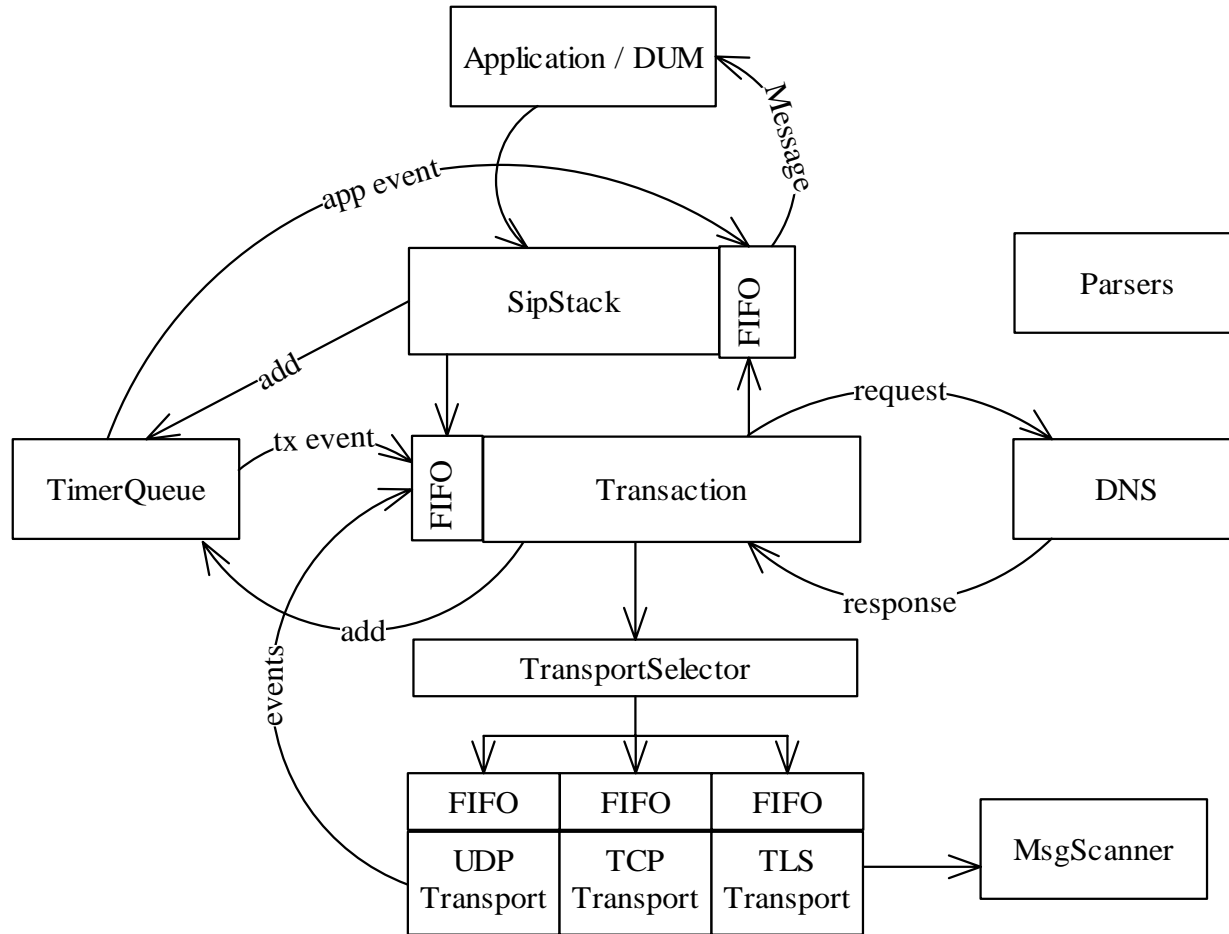 Application / DUM
Message
app event
SipStack
FIFO
Parsers
add
request
TimerQueue
tx event
FIFO
Transaction
DNS
response
add
events
TransportSelector
FIFO
FIFO
FIFO
UDP
Transport
TCP
Transport
TLS
Transport
MsgScanner